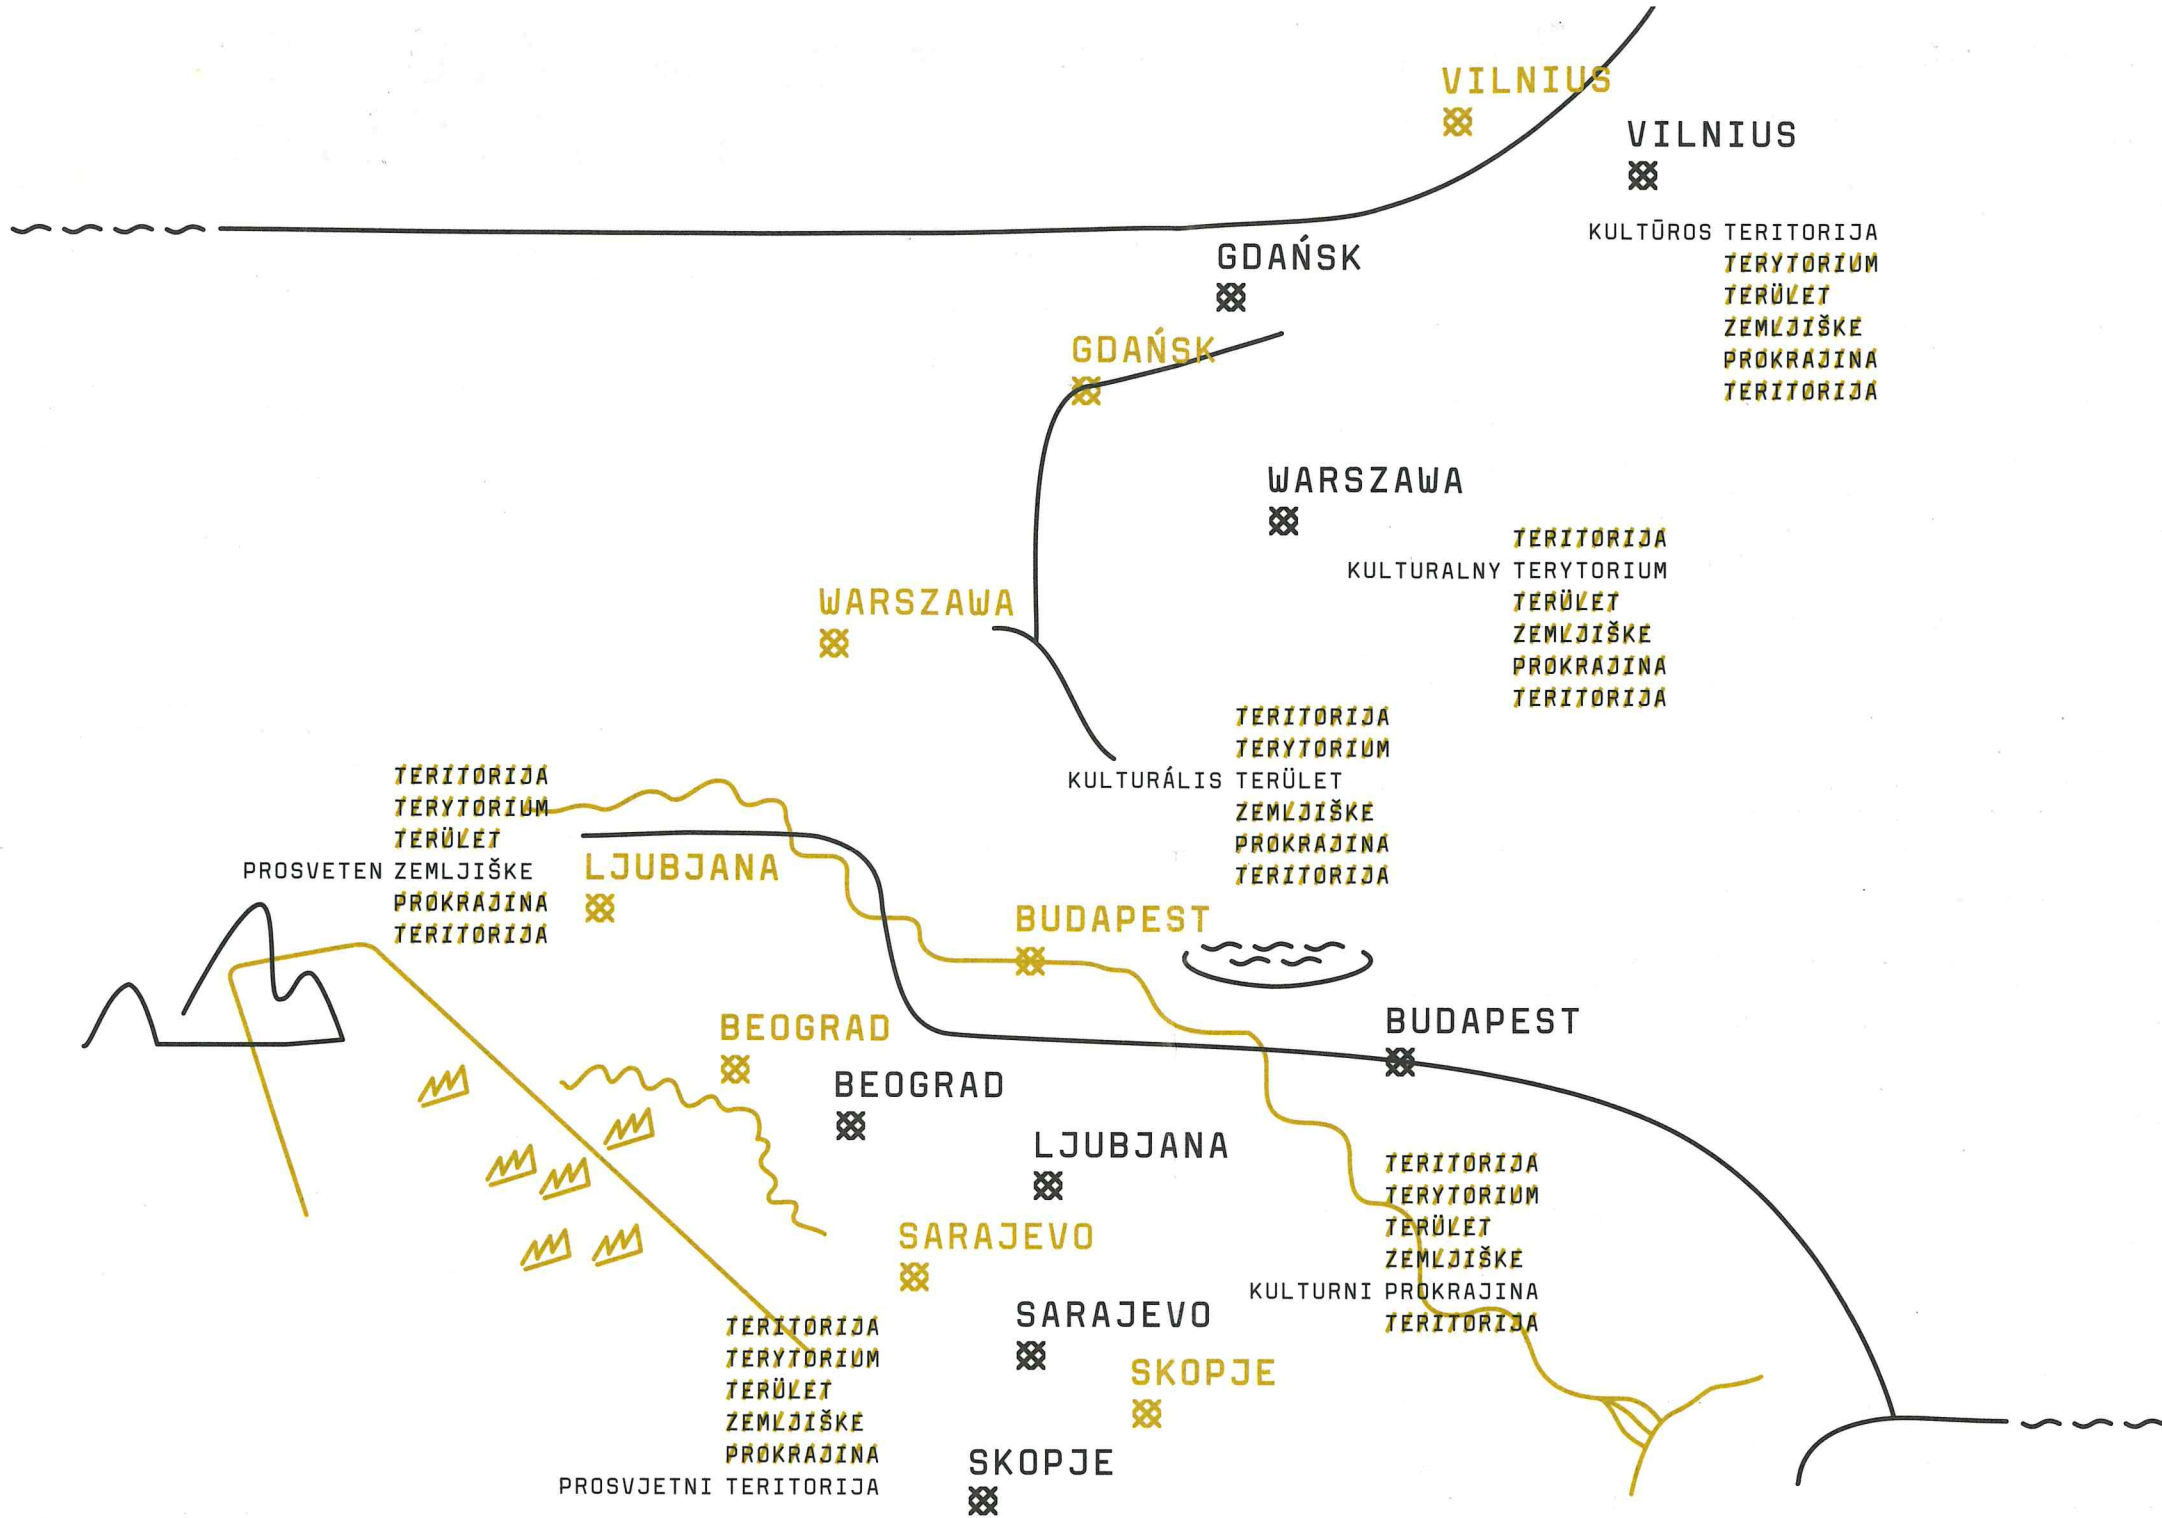 VILNIUS
VILNIUS
KULTŪROS TERITORIJA
TERYTORIUM
TERÜLET
ZEMLJIŠKE
PROKRAJINA
TERITORIJA
GDAŃSK
GDAŃSK
WARSZAWA
TERITORIJA
KULTURALNY TERYTORIUM
TERÜLET
ZEMLJIŠKE
PROKRAJINA
TERITORIJA
WARSZAWA
TERITORIJA
TERYTORIUM
KULTURÁLIS TERÜLET
ZEMLJIŠKE
PROKRAJINA
TERITORIJA
TERITORIJA
TERYTORIUM
TERÜLET
PROSVETEN ZEMLJIŠKE
PROKRAJINA
TERITORIJA
LJUBJANA
BUDAPEST
BUDAPEST
BEOGRAD
BEOGRAD
LJUBJANA
TERITORIJA
TERYTORIUM
TERÜLET
ZEMLJIŠKE
KULTURNI PROKRAJINA
TERITORIJA
SARAJEVO
SARAJEVO
SKOPJE
TERITORIJA
TERYTORIUM
TERÜLET
ZEMLJIŠKE
PROKRAJINA
PROSVJETNI TERITORIJA
SKOPJE